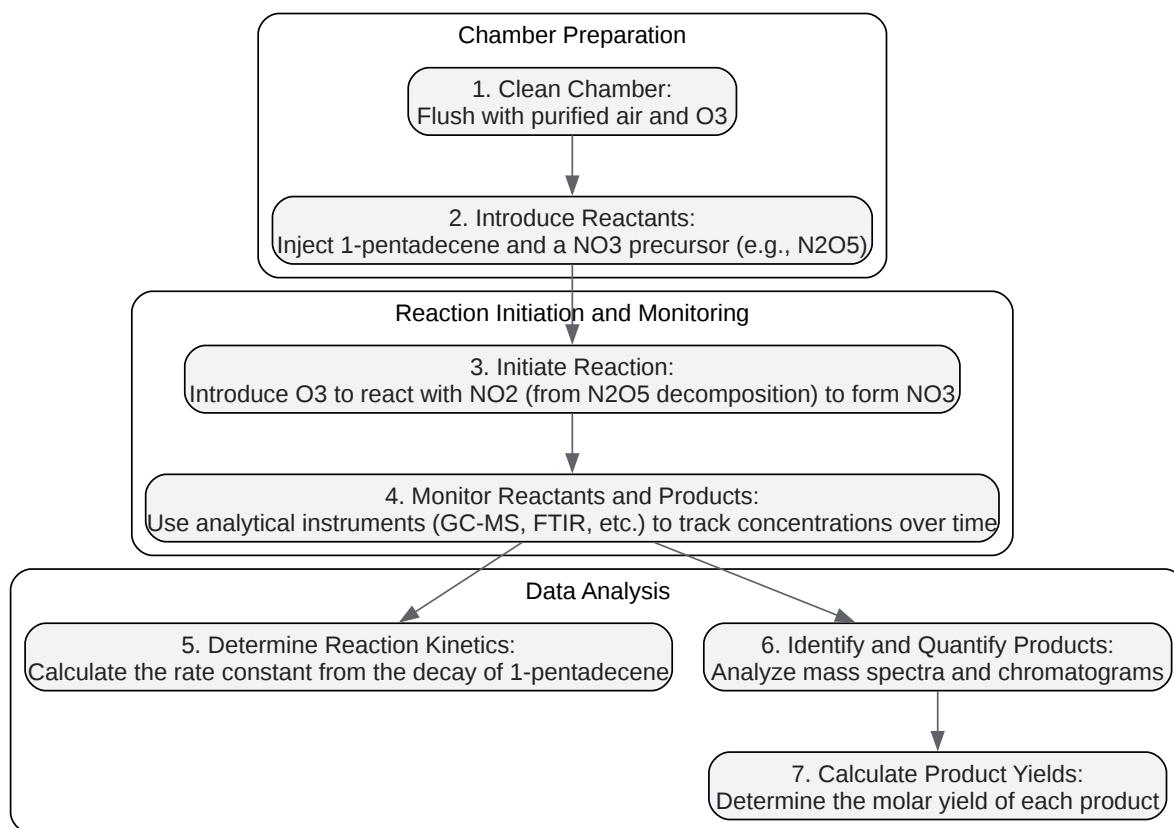 Chamber Preparation
1. Clean Chamber:
Flush with purified air and O3
2. Introduce Reactants:
Inject 1-pentadecene and a NO3 precursor (e.g., N2O5)
Reaction Initiation and Monitoring
3. Initiate Reaction:
Introduce O3 to react with NO2 (from N2O5 decomposition) to form NO3
4. Monitor Reactants and Products:
Use analytical instruments (GC-MS, FTIR, etc.) to track concentrations over time
Data Analysis
5. Determine Reaction Kinetics:
Calculate the rate constant from the decay of 1-pentadecene
6. Identify and Quantify Products:
Analyze mass spectra and chromatograms
7. Calculate Product Yields:
Determine the molar yield of each product